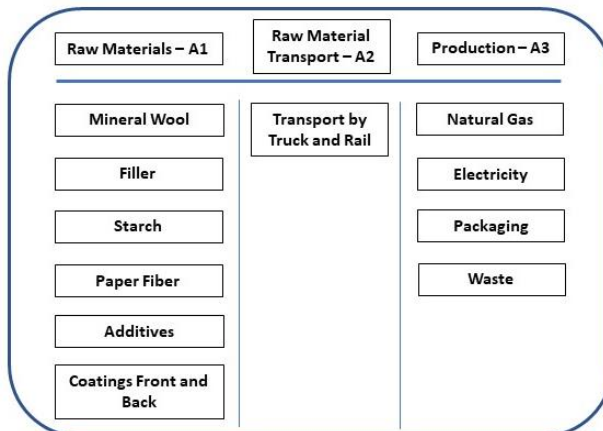 Raw Materials – A1
Raw Material
Transport – A2
Production – A3
Mineral Wool
Filler
Starch
Paper Fiber
Additives
Coatings Front and
Back
Transport by
Truck and Rail
Natural Gas
Electricity
Packaging
Waste